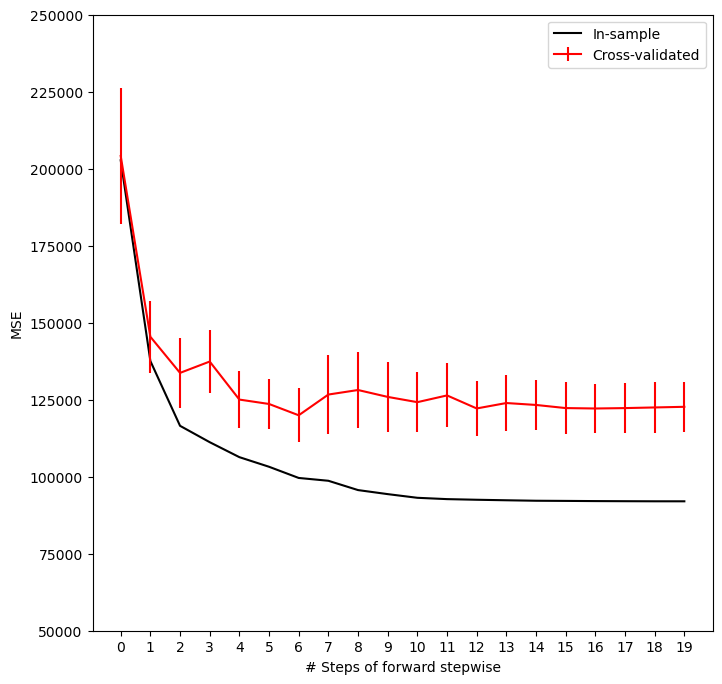 250000
225000
200000
175000
150000
125000
100000
75000
50000
MSE
In-sample
Cross-validated
0 1 2 3 4 5 6 7 8 9 10 11 12 13 14 15 16 17 18 19
# Steps of forward stepwise